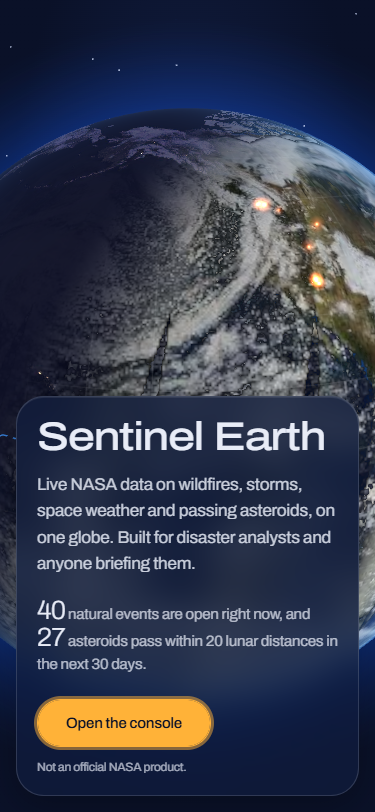 Sentinel Earth
Live NASA data on wildfires, storms,
space weather and passing asteroids, on
one globe. Built for disaster analysts and
anyone briefing them.
40 natural events are open right now, and
27 asteroids pass within 20 lunar distances in
the next 30 days.
Open the console
Not an official NASA product.